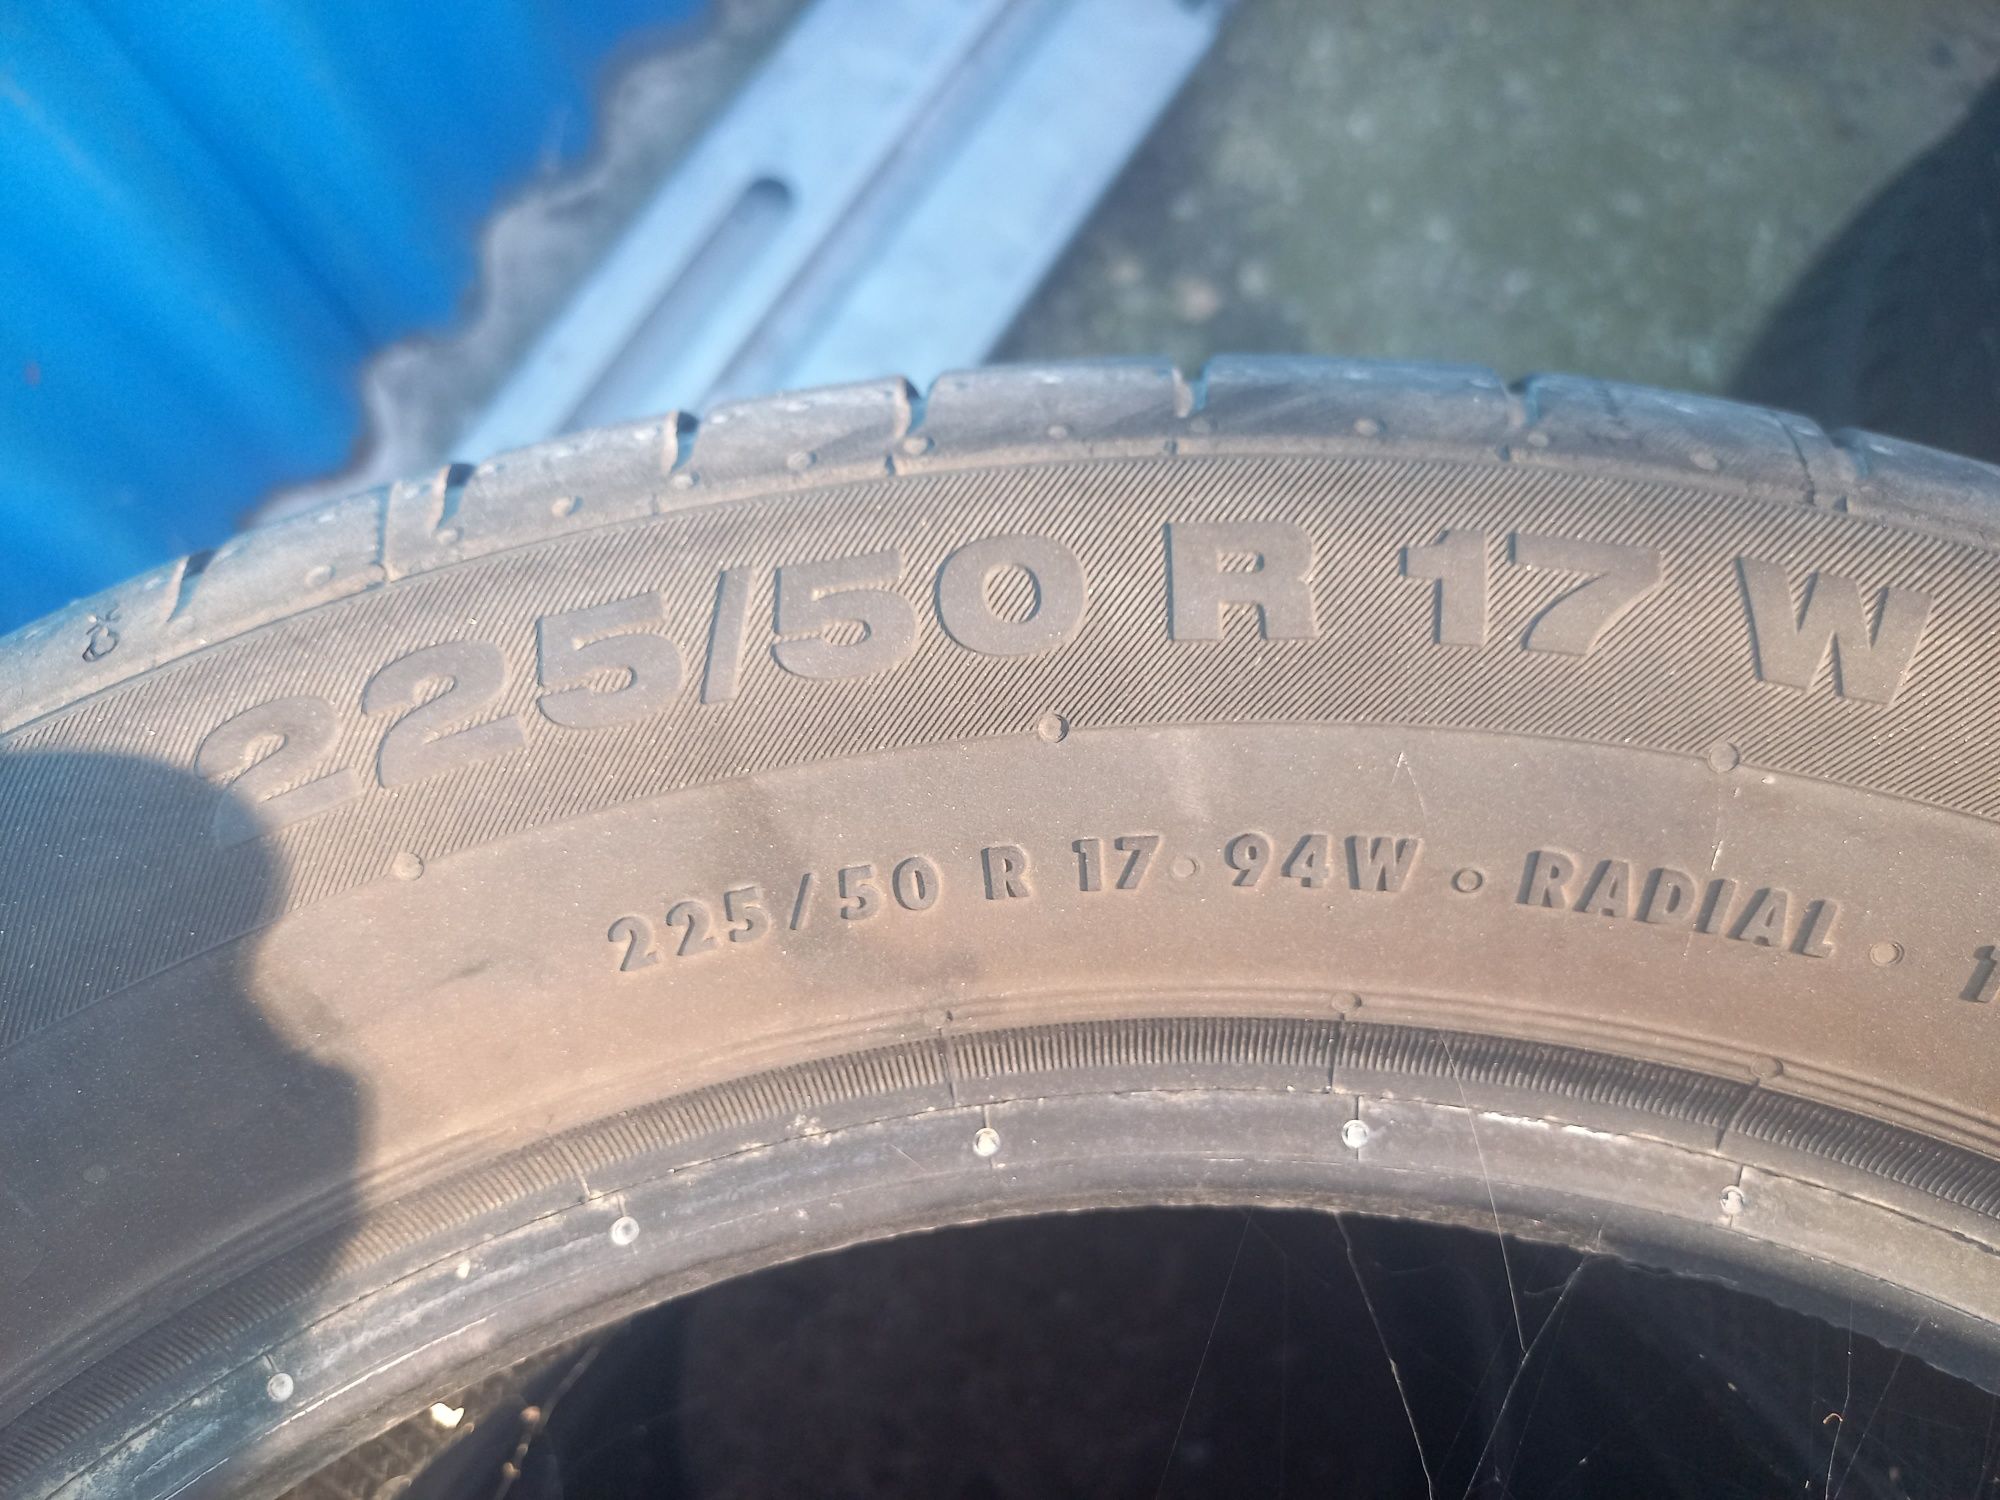 225/50 R 17 W
225/50 R 17 • 94W • RADIAL •